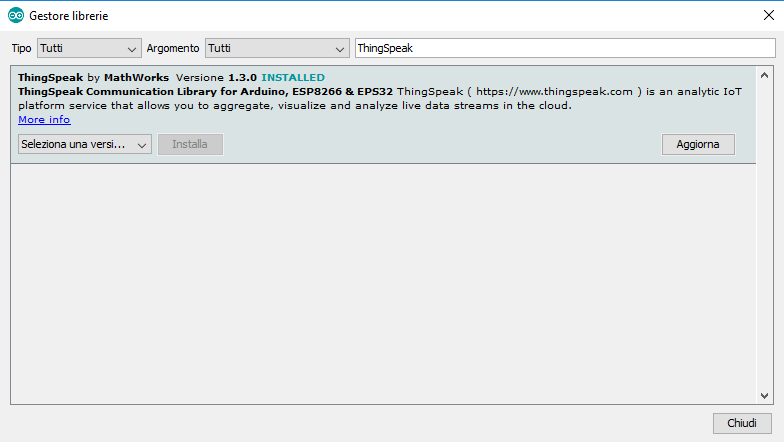 Gestore librerie
Tipo Tutti Argomento Tutti ThingSpeak
ThingSpeak by MathWorks Versione 1.3.0 INSTALLED
ThingSpeak Communication Library for Arduino, ESP8266 & EPS32 ThingSpeak ( https://www.thingspeak.com ) is an analytic IoT
platform service that allows you to aggregate, visualize and analyze live data streams in the cloud.
More info
Seleziona una versi... Installa Aggiorna
Chiudi